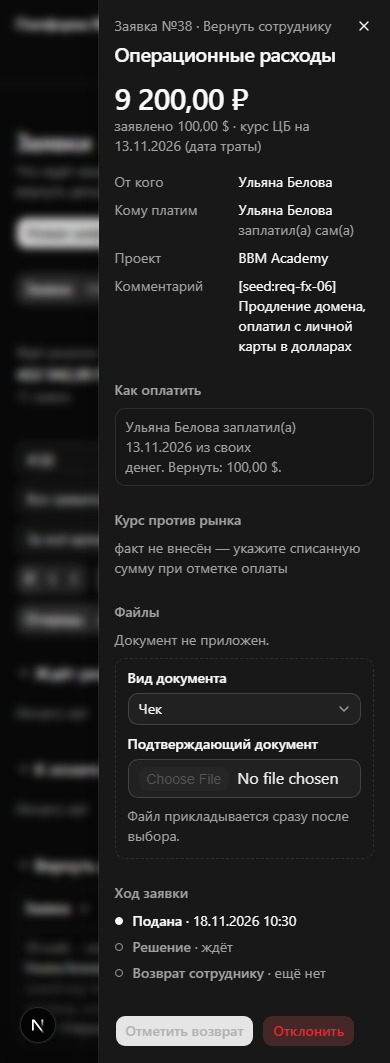 Заявка №38 · Вернуть сотруднику
Операционные расходы
9 200,00 ₽
заявлено 100,00 $ · курс ЦБ на
13.11.2026 (дата траты)
От кого Ульяна Белова
Кому платим Ульяна Белова
заплатил(а) сам(а)
Проект BBM Academy
Комментарий [seed:req-fx-06]
Продление домена,
оплатил с личной
карты в долларах
Как оплатить
Ульяна Белова заплатил(а)
13.11.2026 из своих
денег. Вернуть: 100,00 $.
Курс против рынка
факт не внесён — укажите списанную
сумму при отметке оплаты
Файлы
Документ не приложен.
Вид документа
Чек
Подтверждающий документ
Choose File No file chosen
Файл прикладывается сразу после
выбора.
Ход заявки
Подана · 18.11.2026 10:30
Решение · ждёт
Возврат сотруднику · ещё нет
N
Отметить возврат Отклонить